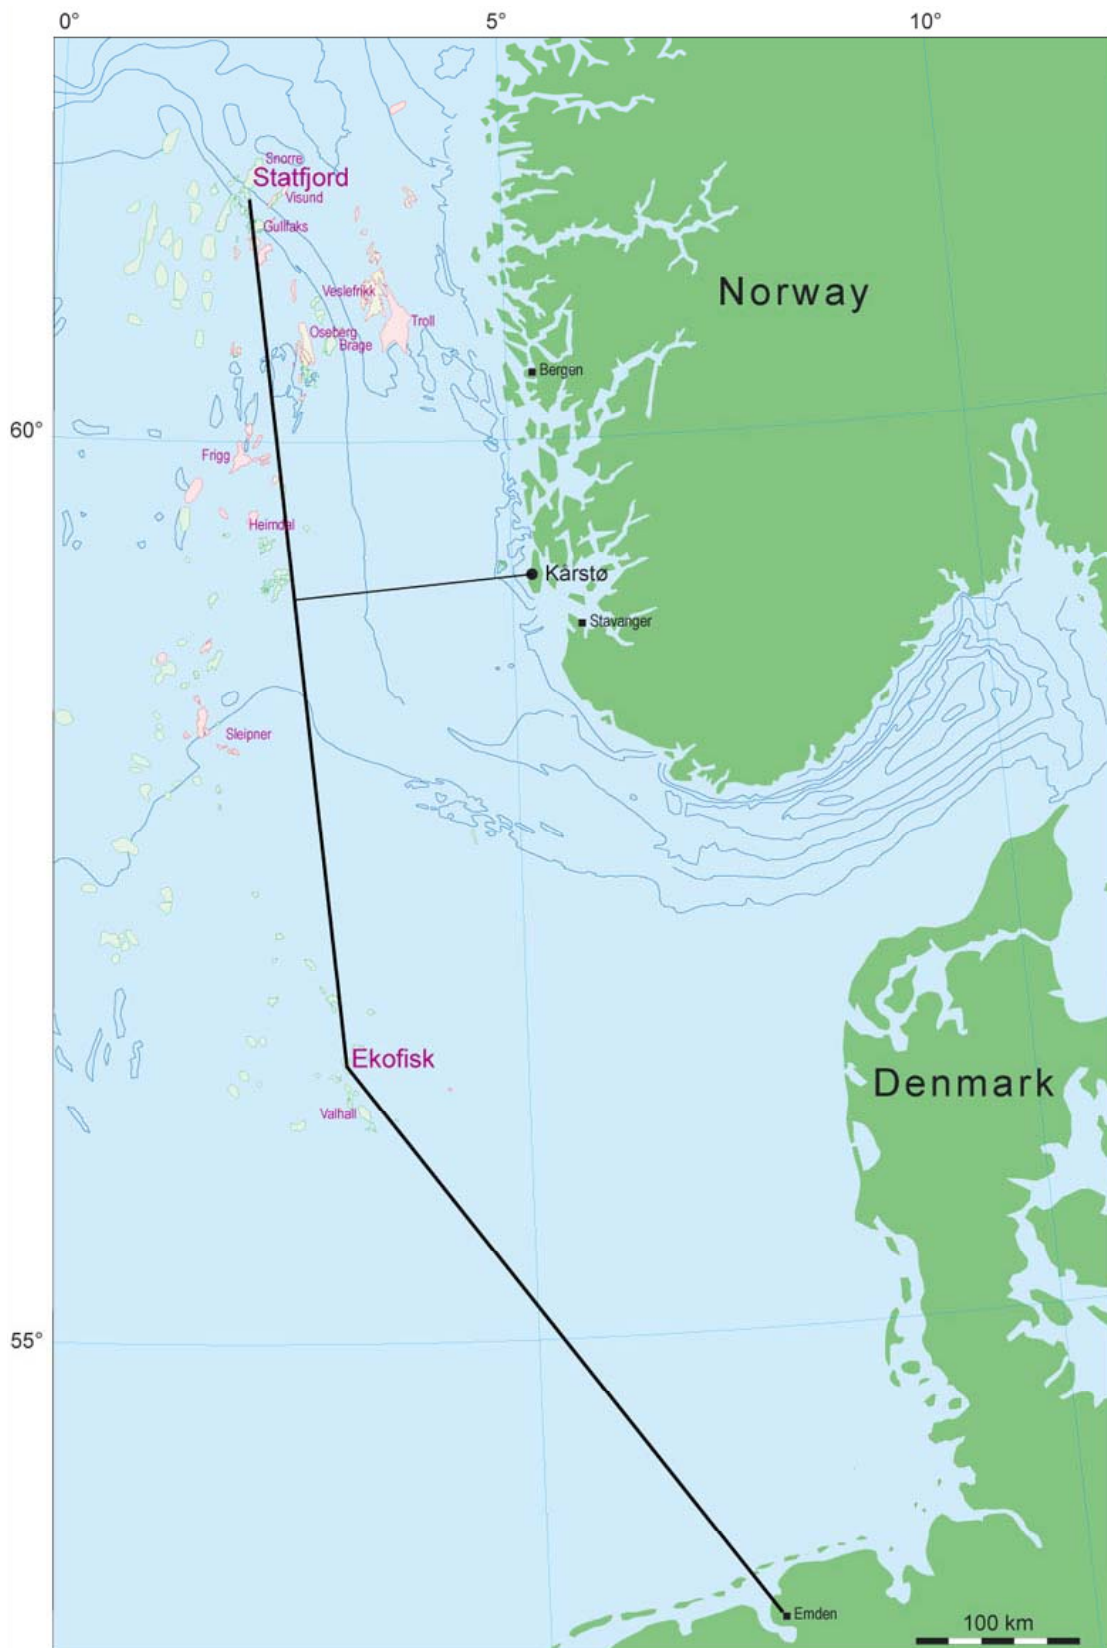 0° 5° 10°
Snorre
Statfjord
Visund
Gullfaks
Veslefrikk
Norway
Troll
Oseberg
Brage
Bergen
60°
Frigg
Heimdal
Kårstø
Stavanger
Sleipner
Ekofisk
Denmark
Valhall
55°
100 km
Emden